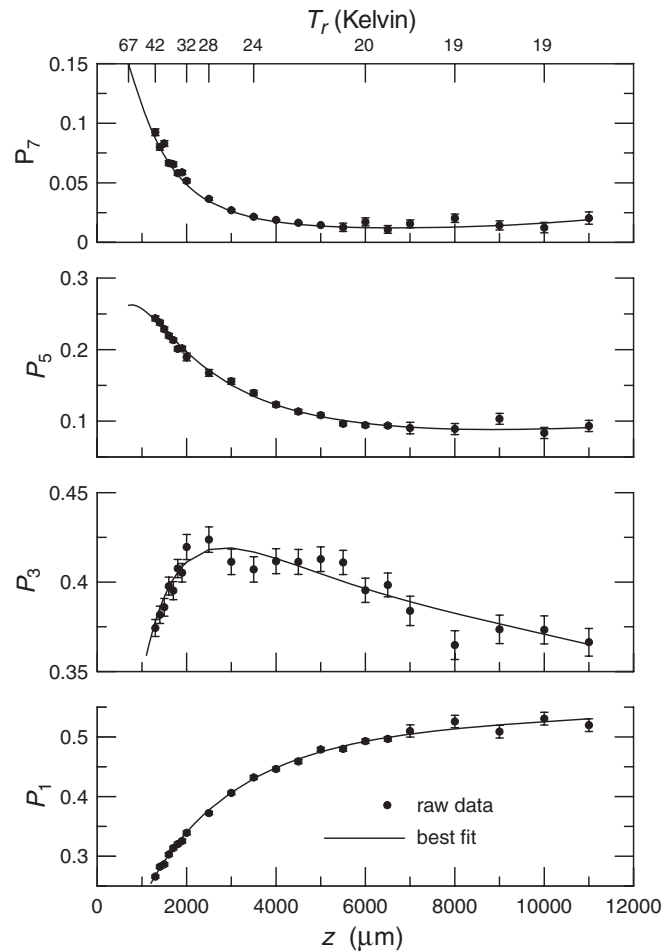 T_r (Kelvin)
67 42 32 28 24 20 19 19
0.15
0.1
P_7
0.05
0
0.3
0.2
P_5
0.1
0.45
0.4
P_3
0.35
0.5
0.4
P_1
raw data
best fit
0.3
0 2000 4000 6000 8000 10000 12000
z (μm)